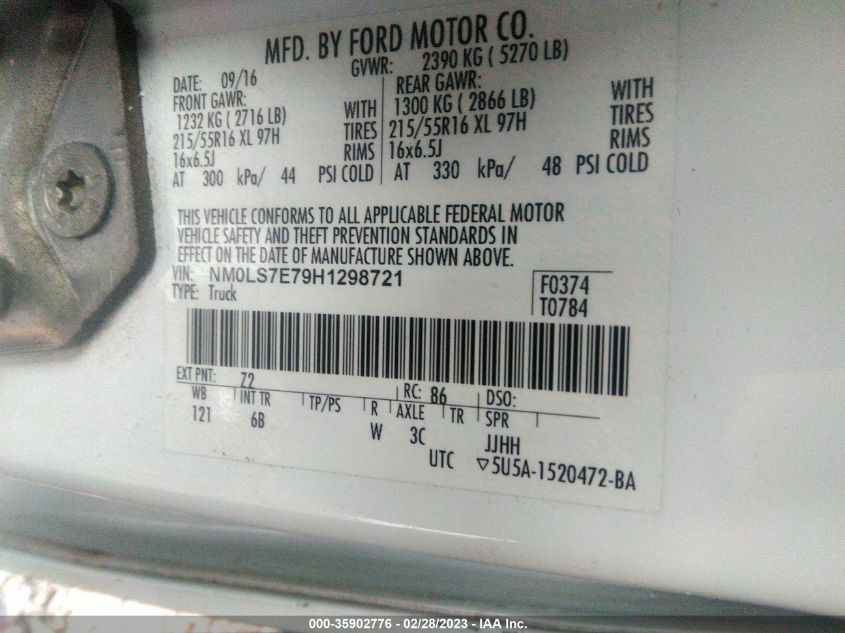 MFD. BY FORD MOTOR CO.
DATE: 09/16 GVWR: 2390 KG ( 5270 LB)
FRONT GAWR: REAR GAWR:
1232 KG ( 2716 LB) WITH 1300 KG ( 2866 LB) WITH
215/55R16 XL 97H TIRES 215/55R16 XL 97H TIRES
16x6.5J RIMS 16x6.5J RIMS
AT 300 kPa/ 44 PSI COLD AT 330 kPa/ 48 PSI COLD
THIS VEHICLE CONFORMS TO ALL APPLICABLE FEDERAL MOTOR
VEHICLE SAFETY AND THEFT PREVENTION STANDARDS IN
EFFECT ON THE DATE OF MANUFACTURE SHOWN ABOVE.
VIN: NM0LS7E79H1298721 F0374
TYPE: Truck T0784
EXT PNT: Z2 RC: 86 DSO:
WB INT TR TP/PS R AXLE TR SPR
121 6B W 3C JJHH
UTC ▽5U5A-1520472-BA
000-35902776 - 02/28/2023 - IAA Inc.